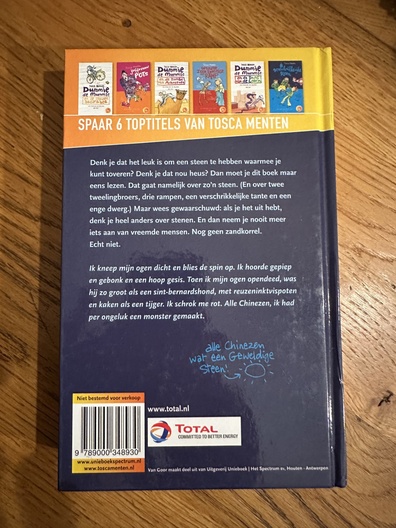 SPAAR 6 TOPTITELS VAN TOSCA MENTEN
Denk je dat het leuk is om een steen te hebben waarmee je
kunt toveren? Denk je dat nou heus? Dan moet je dit boek maar
eens lezen. Dat gaat namelijk over zo'n steen. (En over twee
tweelingbroers, drie rampen, een verschrikkelijke tante en een
enge dwerg.) Maar wees gewaarschuwd: als je het uit hebt,
denk je heel anders over stenen. En dan neem je nooit meer
iets aan van vreemde mensen. Nog geen zandkorrel.
Echt niet.
Ik kneep mijn ogen dicht en blies de spin op. Ik hoorde gepiep
en gebonk en een hoop gesis. Toen ik mijn ogen opendeed, was
hij zo groot als een sint-bernardshond, met reuzeninktvispoten
en kaken als een tijger. Ik schrok me rot. Alle Chinezen, ik had
per ongeluk een monster gemaakt.
alle Chinezen
wat een Geweldige
Steen!
Niet bestemd voor verkoop
9 789000 348930
www.unieboekspectrum.nl
www.toscamenten.nl
www.total.nl
TOTAL
COMMITTED TO BETTER ENERGY
Van Goor maakt deel uit van Uitgeverij Unieboek | Het Spectrum bv, Houten - Antwerpen